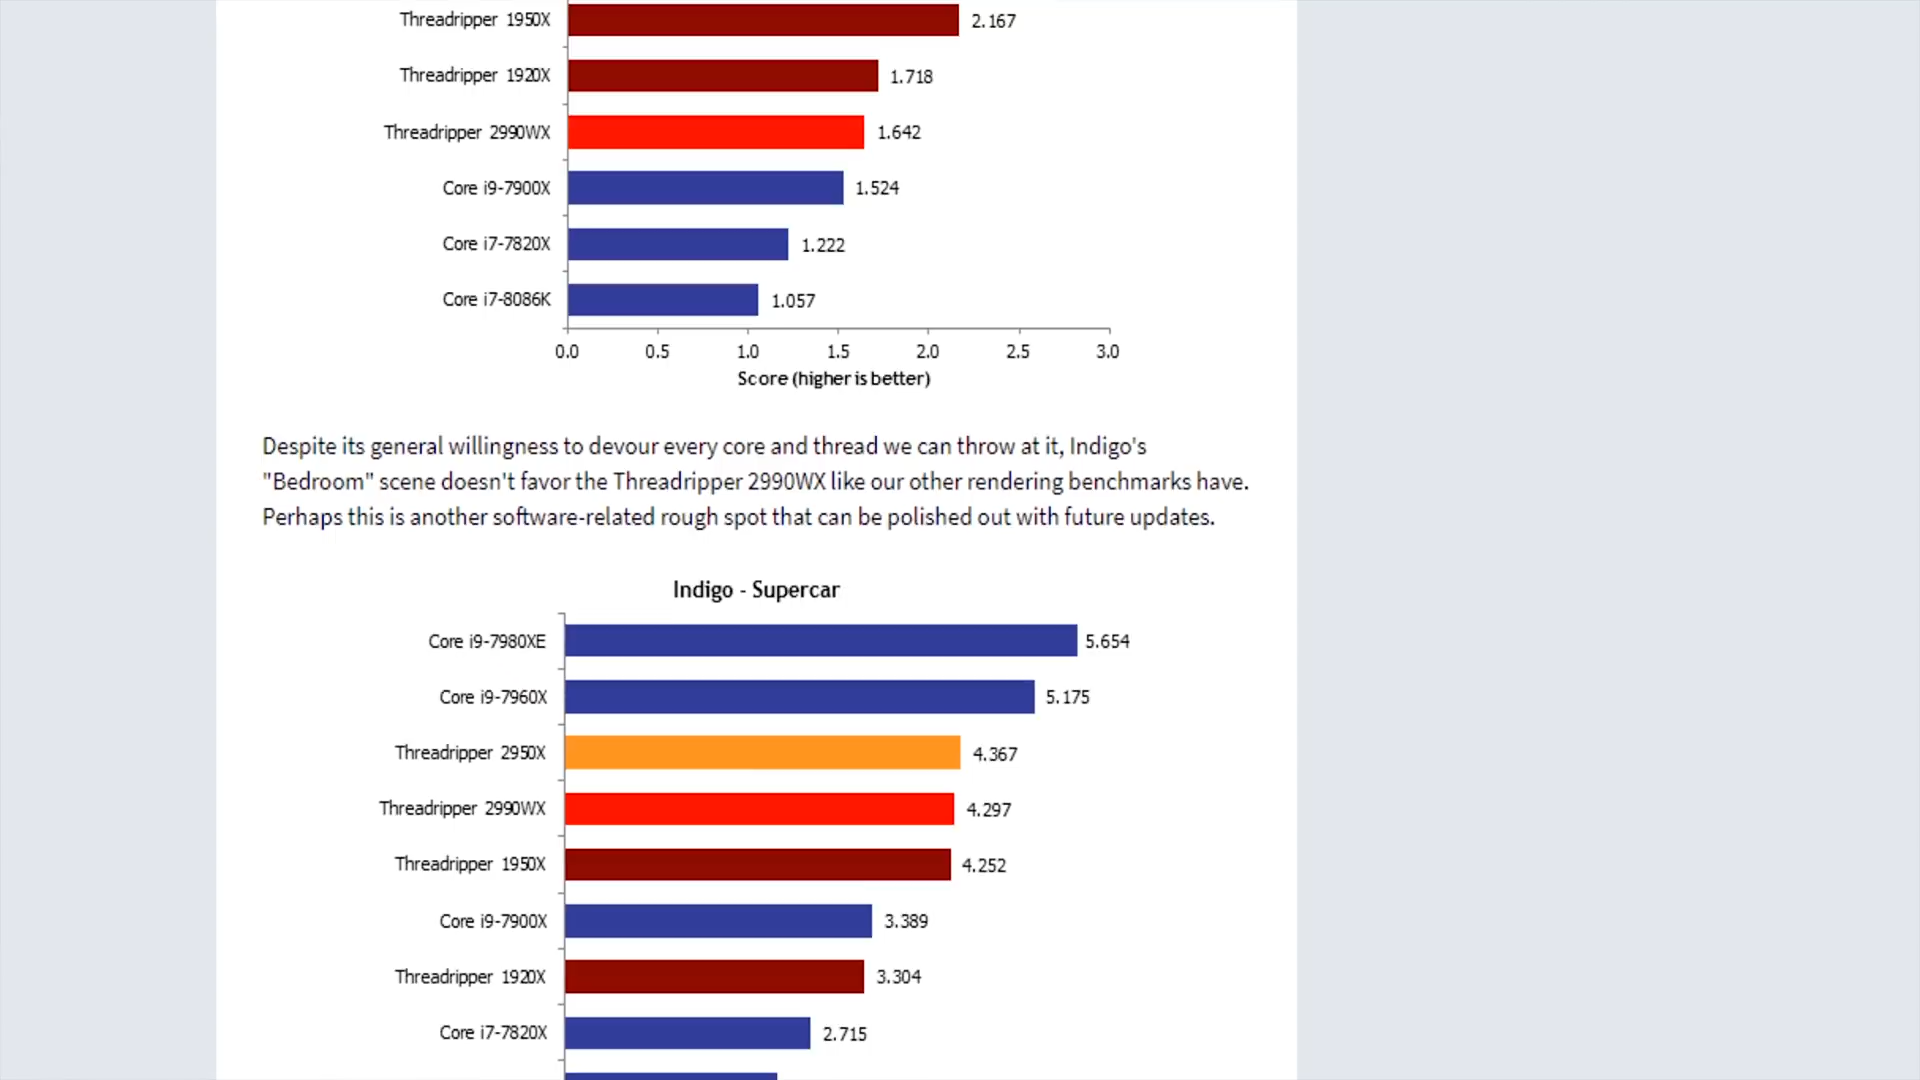 Threadripper 1950X 2.167
Threadripper 1920X 1.718
Threadripper 2990WX 1.642
Core i9-7900X 1.524
Core i7-7820X 1.222
Core i7-8086K 1.057
0.0 0.5 1.0 1.5 2.0 2.5 3.0
Score (higher is better)
Despite its general willingness to devour every core and thread we can throw at it, Indigo's
"Bedroom" scene doesn't favor the Threadripper 2990WX like our other rendering benchmarks have.
Perhaps this is another software-related rough spot that can be polished out with future updates.
Indigo - Supercar
Core i9-7980XE 5.654
Core i9-7960X 5.175
Threadripper 2950X 4.367
Threadripper 2990WX 4.297
Threadripper 1950X 4.252
Core i9-7900X 3.389
Threadripper 1920X 3.304
Core i7-7820X 2.715